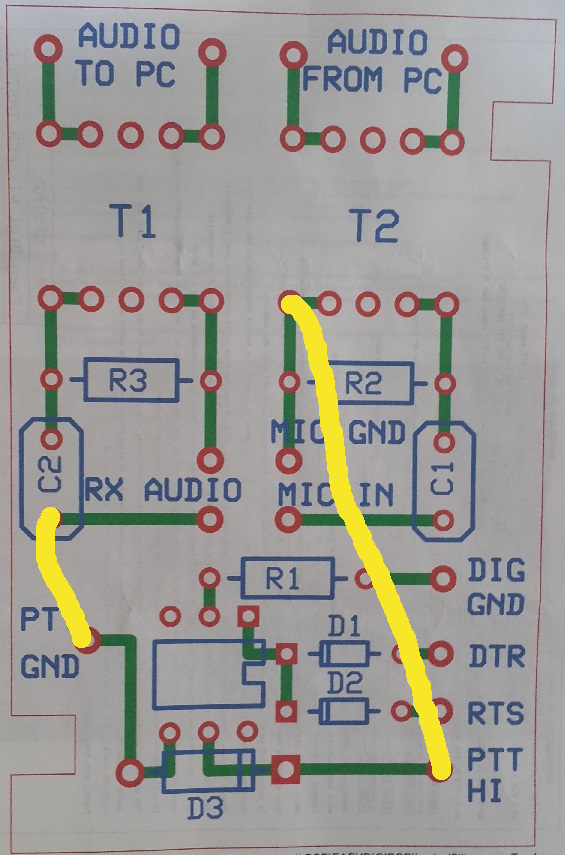 AUDIO
TO PC
AUDIO
FROM PC
T1
T2
R3
R2
MIC GND
C2
C1
RX AUDIO
MIC IN
R1
DIG
GND
PT
GND
D1
DTR
D2
RTS
PTT
HI
D3